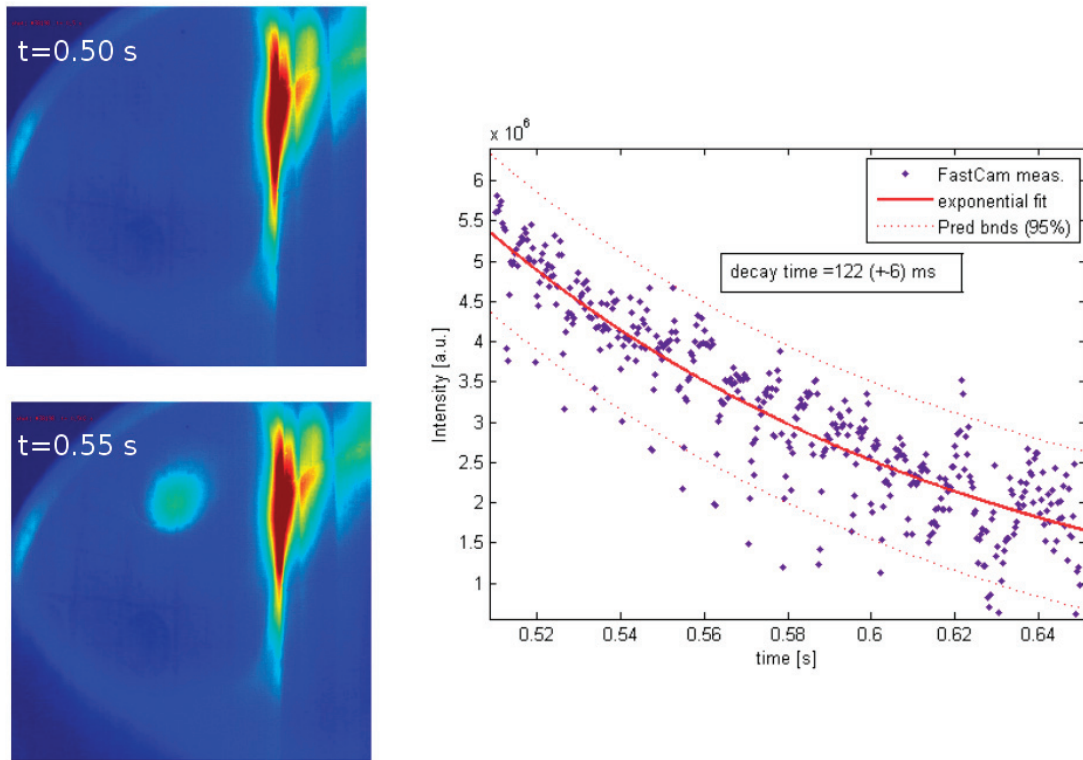 t=0.50 s
t=0.55 s
x 10^6
6
5.5
5
4.5
4
3.5
3
2.5
2
1.5
1
Intensity [a.u.]
FastCam meas.
exponential fit
Pred bnds (95%)
decay time =122 (+-6) ms
0.52
0.54
0.56
0.58
0.6
0.62
0.64
time [s]